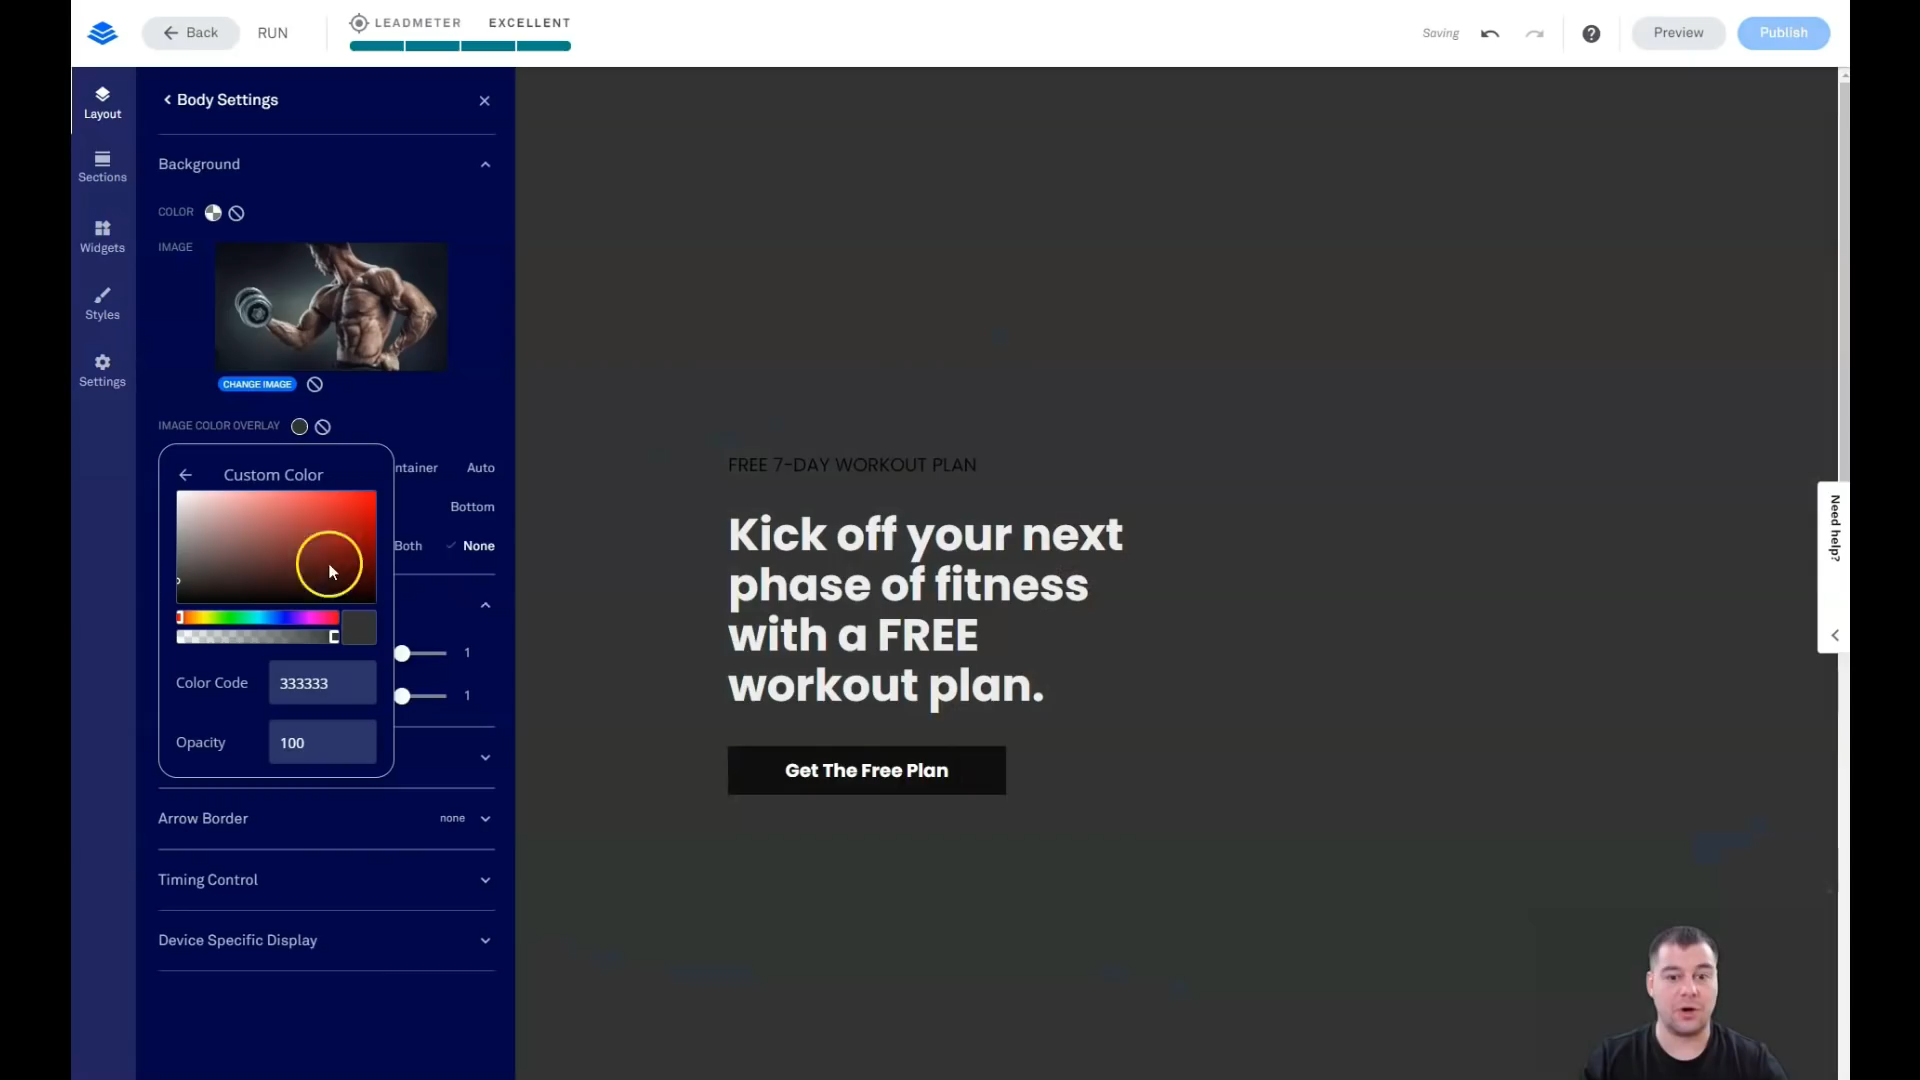 Back
RUN
LEADMETER EXCELLENT
Saving
Preview
Publish
Layout
Sections
Widgets
Styles
Settings
Body Settings
Background
COLOR
IMAGE
CHANGE IMAGE
IMAGE COLOR OVERLAY
Custom Color
Color Code 333333
Opacity 100
Auto
Bottom
Both None
1
1
Arrow Border none
Timing Control
Device Specific Display
FREE 7-DAY WORKOUT PLAN
Kick off your next
phase of fitness
with a FREE
workout plan.
Get The Free Plan
Need help?